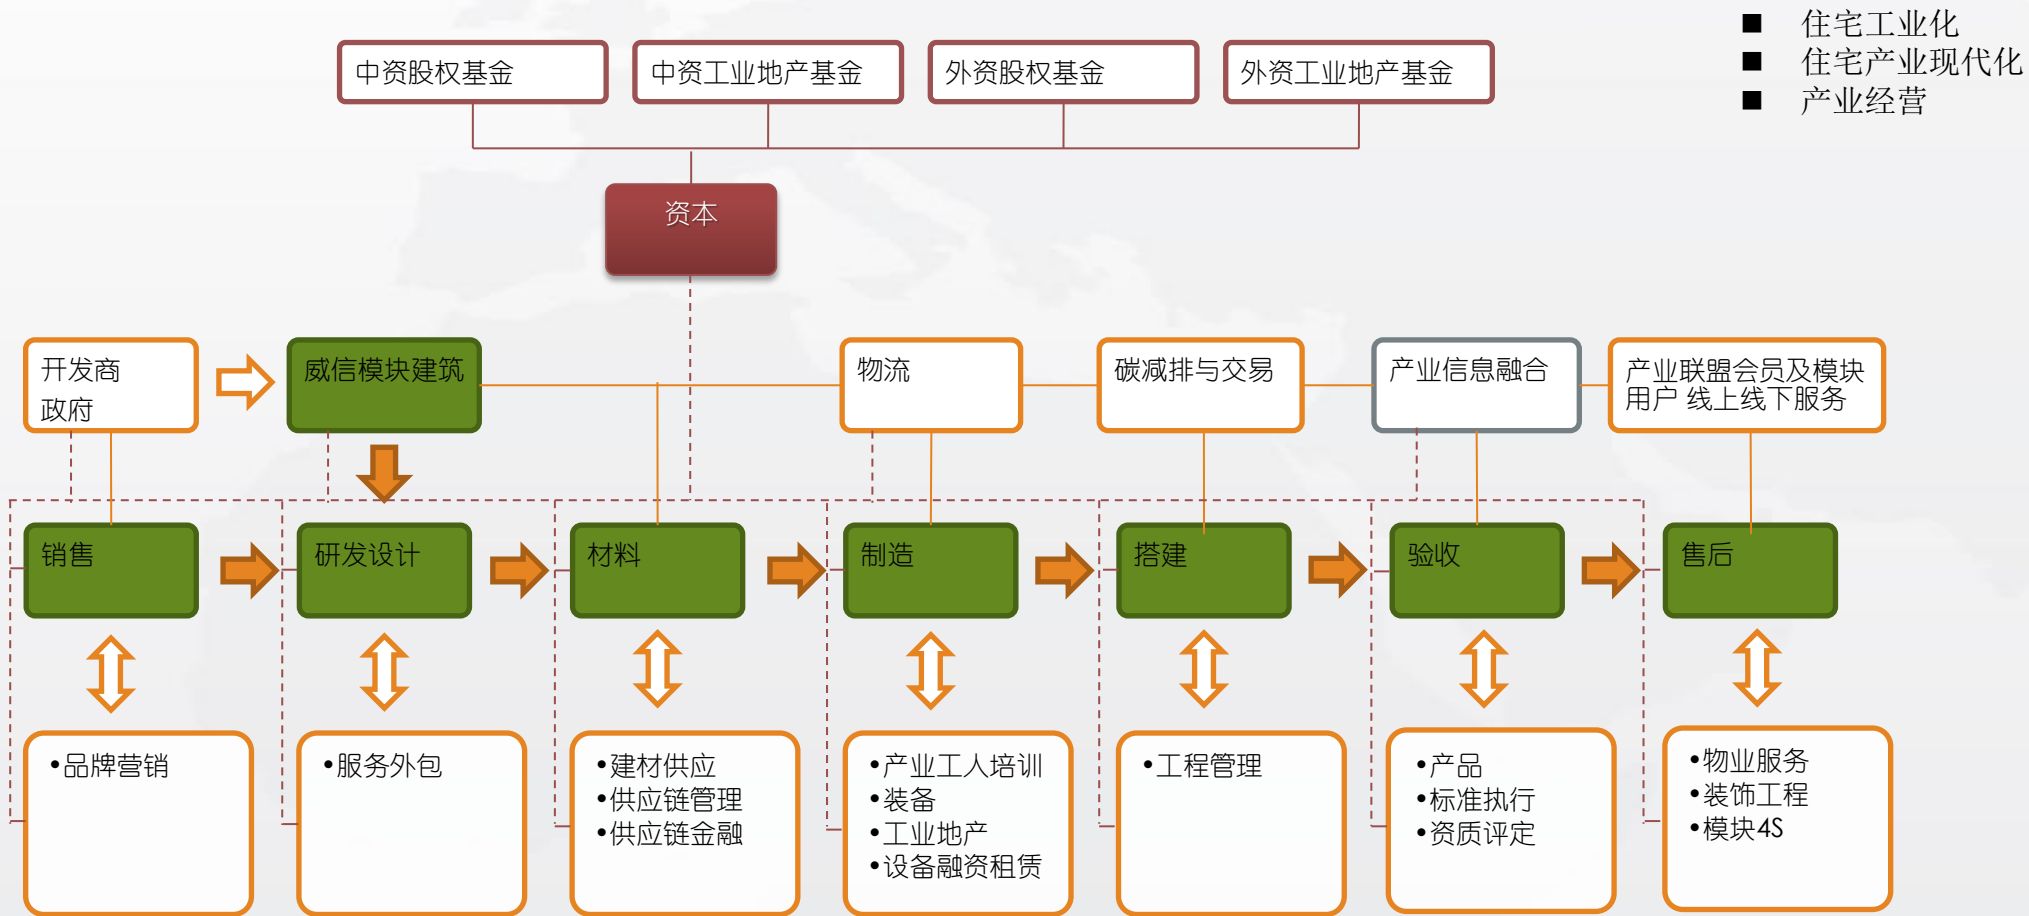 ■ 住宅工业化
■ 住宅产业现代化
■ 产业经营
中资股权基金
中资工业地产基金
外资股权基金
外资工业地产基金
资本
开发商
政府
威信模块建筑
物流
碳减排与交易
产业信息融合
产业联盟会员及模块
用户 线上线下服务
销售
研发设计
材料
制造
搭建
验收
售后
•品牌营销
•服务外包
•建材供应
•供应链管理
•供应链金融
•产业工人培训
•装备
•工业地产
•设备融资租赁
•工程管理
•产品
•标准执行
•资质评定
•物业服务
•装饰工程
•模块4S